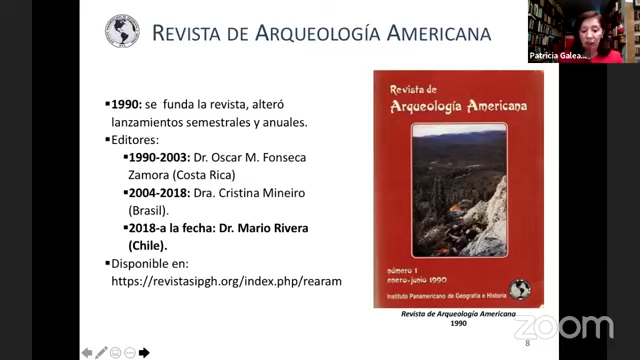 REVISTA DE ARQUEOLOGÍA AMERICANA
Patricia Galea
1990: se funda la revista, alteró
lanzamientos semestrales y anuales.
Editores:
1990-2003: Dr. Oscar M. Fonseca
Zamora (Costa Rica)
2004-2018: Dra. Cristina Mineiro
(Brasil).
2018-a la fecha: Dr. Mario Rivera
(Chile).
Disponible en:
https://revistasipgh.org/index.php/rearam
Revista de
Arqueología Americana
número 1
enero-junio 1990
Instituto Panamericano de Geografía e Historia
Revista de Arqueología Americana
1990
zoom
8